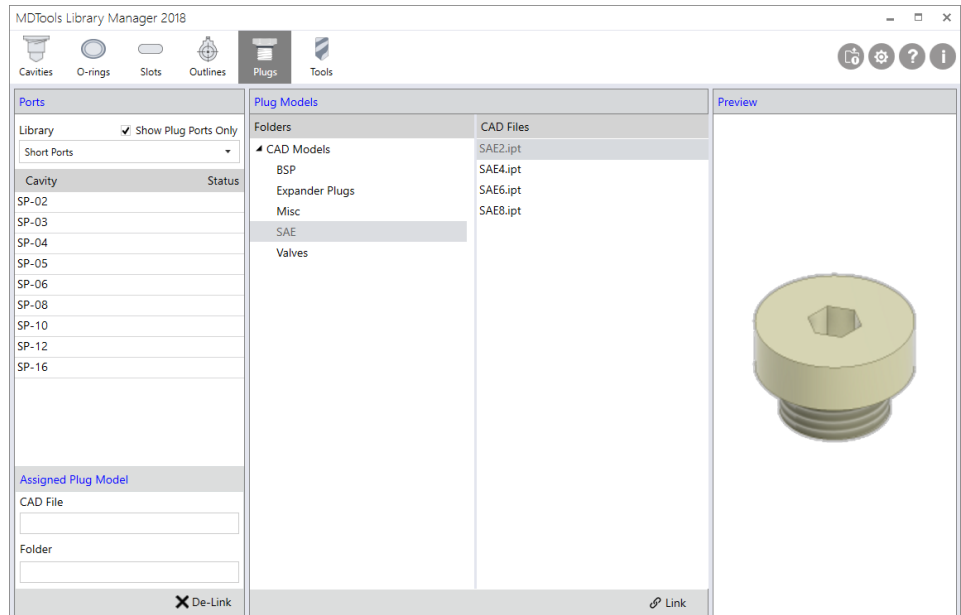 MDTools Library Manager 2018
Cavities
O-rings
Slots
Outlines
Plugs
Tools
Ports
Library
Show Plug Ports Only
Short Ports
Cavity Status
SP-02
SP-03
SP-04
SP-05
SP-06
SP-08
SP-10
SP-12
SP-16
Assigned Plug Model
CAD File
Folder
De-Link
Plug Models
Folders
CAD Models
BSP
Expander Plugs
Misc
SAE
Valves
CAD Files
SAE2.ipt
SAE4.ipt
SAE6.ipt
SAE8.ipt
Link
Preview